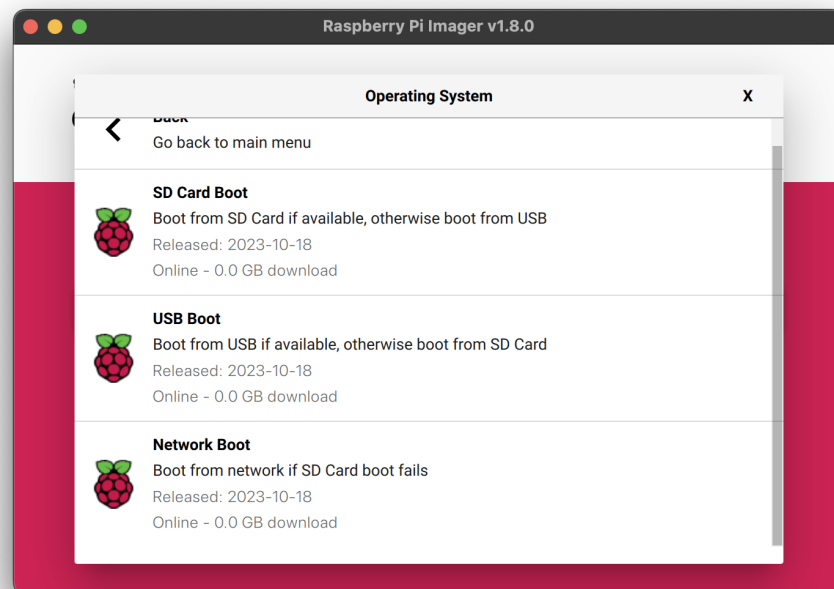 Raspberry Pi Imager v1.8.0
Operating System
X
Back
Go back to main menu
SD Card Boot
Boot from SD Card if available, otherwise boot from USB
Released: 2023-10-18
Online - 0.0 GB download
USB Boot
Boot from USB if available, otherwise boot from SD Card
Released: 2023-10-18
Online - 0.0 GB download
Network Boot
Boot from network if SD Card boot fails
Released: 2023-10-18
Online - 0.0 GB download